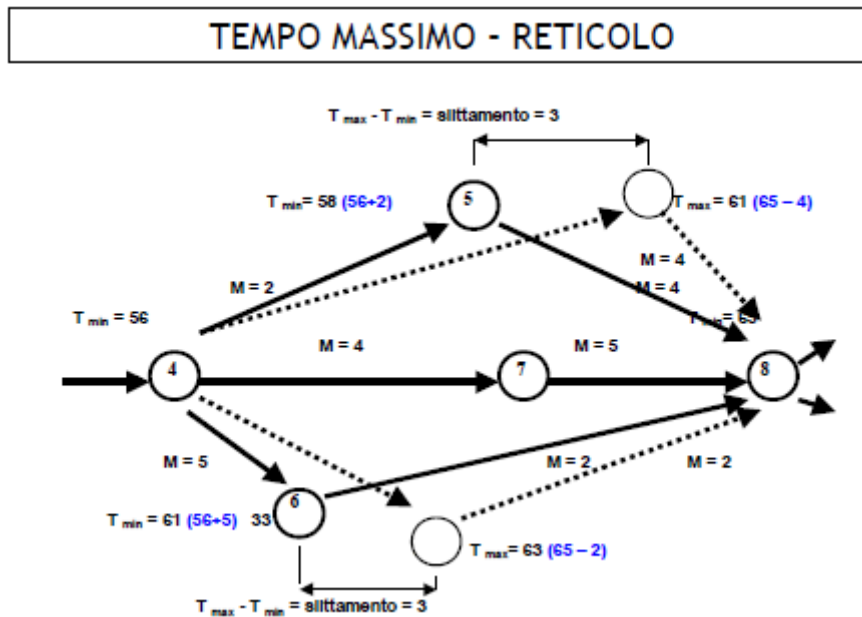 TEMPO MASSIMO - RETICOLO
T max - T min = slittamento = 3
T min = 58 (56+2)
5
T max = 61 (65 – 4)
M = 4
M = 2
M = 4
T min = 56
T min = 65
M = 4
M = 5
4
7
8
M = 5
M = 2
M = 2
6
T min = 61 (56+5) 33
T max = 63 (65 – 2)
T max - T min = slittamento = 3